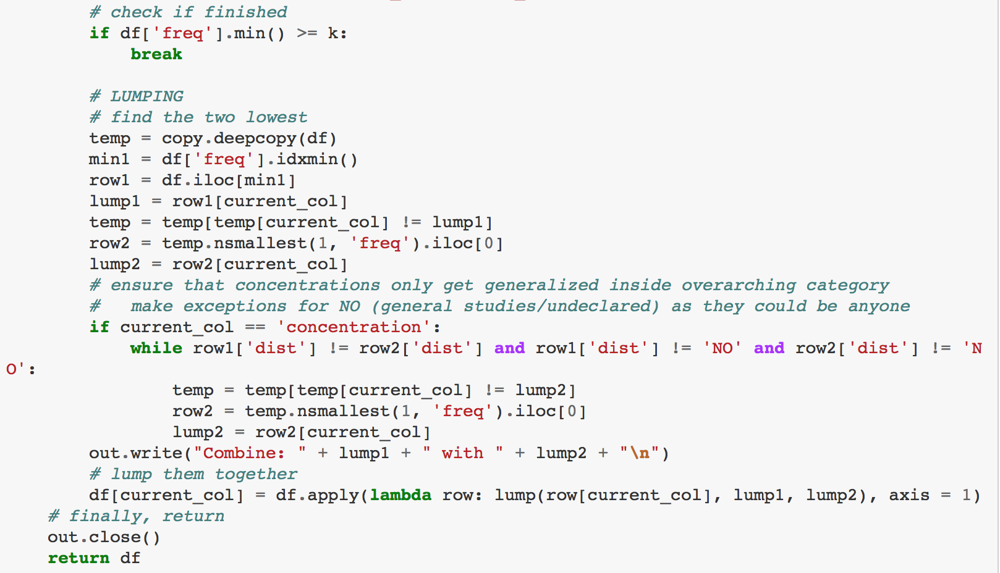 # check if finished
if df['freq'].min() >= k:
break
# LUMPING
# find the two lowest
temp = copy.deepcopy(df)
min1 = df['freq'].idxmin()
row1 = df.iloc[min1]
lump1 = row1[current_col]
temp = temp[temp[current_col] != lump1]
row2 = temp.nsmallest(1, 'freq').iloc[0]
lump2 = row2[current_col]
# ensure that concentrations only get generalized inside overarching category
#   make exceptions for NO (general studies/undeclared) as they could be anyone
if current_col == 'concentration':
while row1['dist'] != row2['dist'] and row1['dist'] != 'NO' and row2['dist'] != 'N
O':
temp = temp[temp[current_col] != lump2]
row2 = temp.nsmallest(1, 'freq').iloc[0]
lump2 = row2[current_col]
out.write("Combine: " + lump1 + " with " + lump2 + "\n")
# lump them together
df[current_col] = df.apply(lambda row: lump(row[current_col], lump1, lump2), axis = 1)
# finally, return
out.close()
return df